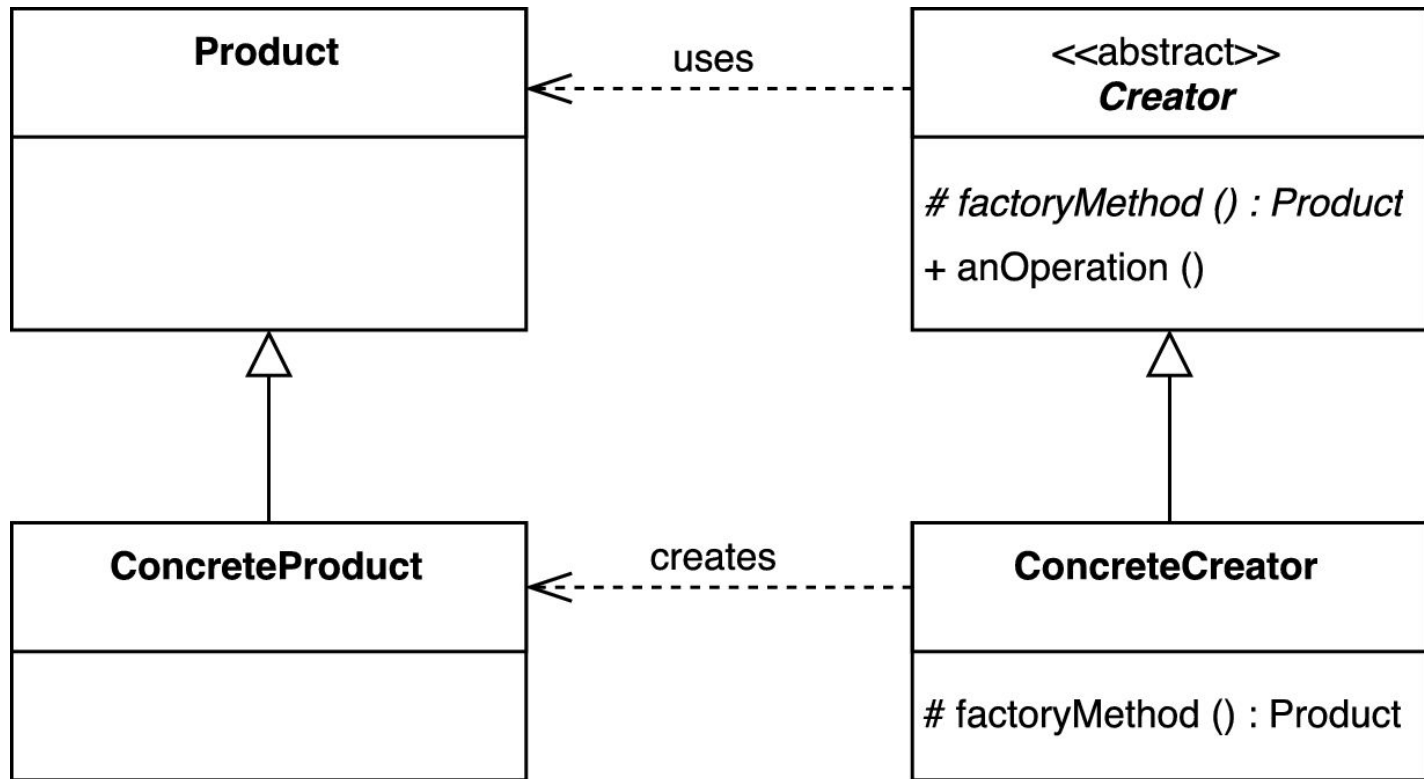 Product
uses
<<abstract>>
Creator
# factoryMethod () : Product
+ anOperation ()
ConcreteProduct
creates
ConcreteCreator
# factoryMethod () : Product